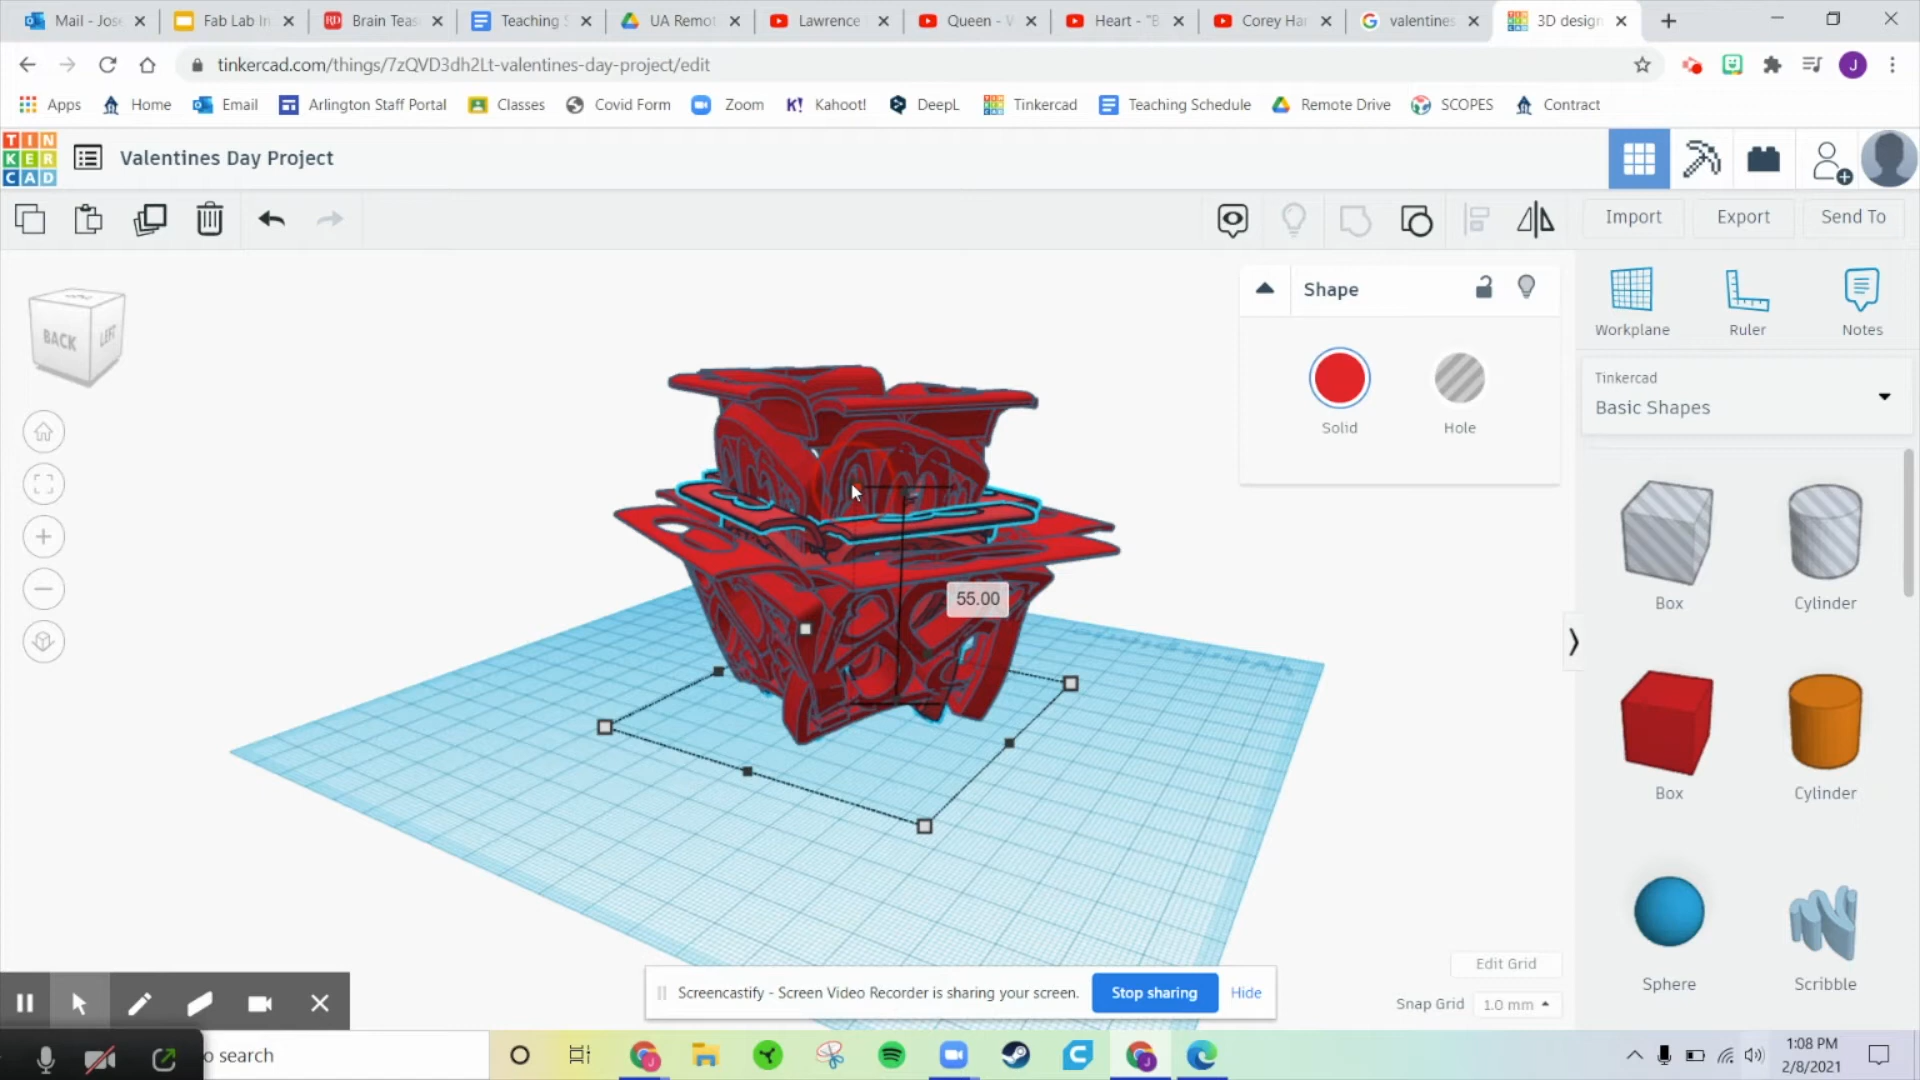 Mail - Jose
Fab Lab In
Brain Teas
Teaching S
UA Remot
Lawrence
Queen - W
Heart - "B
Corey Har
valentines
3D design
tinkercad.com/things/7zQVD3dh2Lt-valentines-day-project/edit
J
Apps
Home
Email
Arlington Staff Portal
Classes
Covid Form
Zoom
K! Kahoot!
DeepL
Tinkercad
Teaching Schedule
Remote Drive
SCOPES
Contract
TIN
KER
CAD
Valentines Day Project
Import
Export
Send To
BACK
LEFT
Shape
Solid
Hole
Workplane
Ruler
Notes
Tinkercad
Basic Shapes
Box
Cylinder
Box
Cylinder
Sphere
Scribble
55.00
Edit Grid
Snap Grid
1.0 mm
Screencastify - Screen Video Recorder is sharing your screen.
Stop sharing
Hide
o search
1:08 PM
2/8/2021